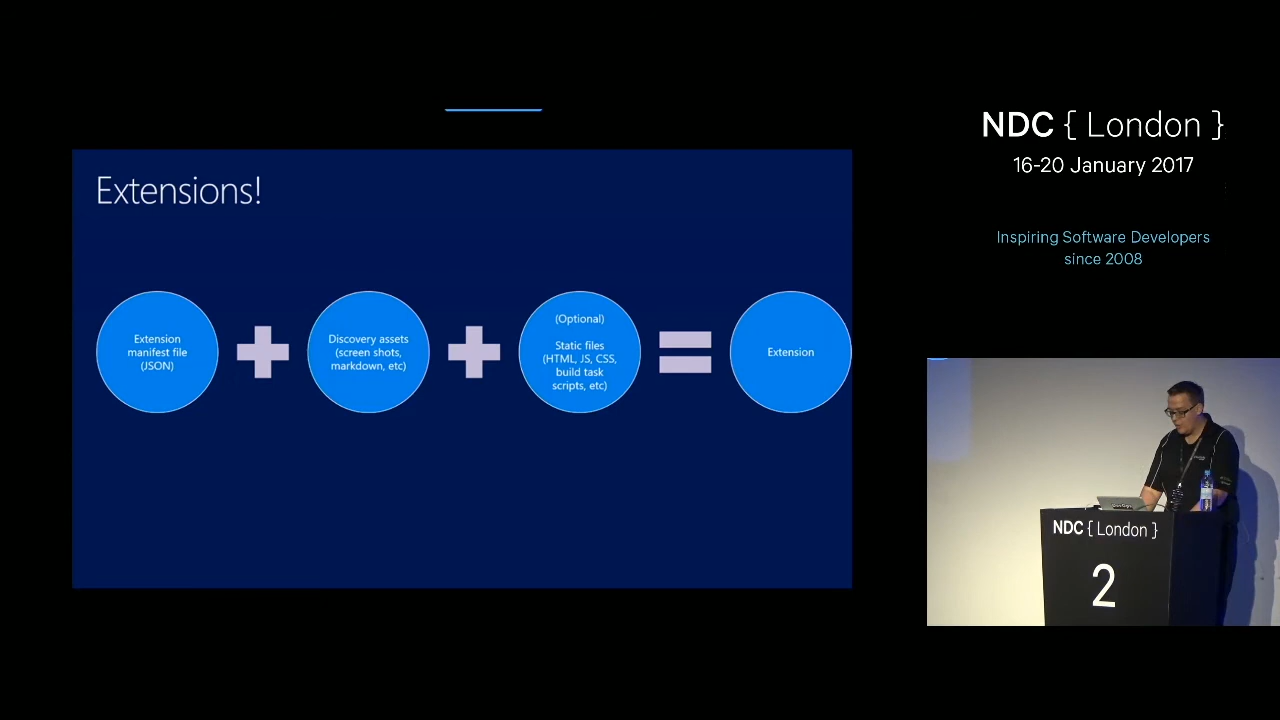 Extensions!
Extension
manifest file
(JSON)
Discovery assets
(screen shots,
markdown, etc)
(Optional)
Static files
(HTML, JS, CSS,
build task
scripts, etc)
Extension
NDC { London }
16-20 January 2017
Inspiring Software Developers
since 2008
NDC { London }
2